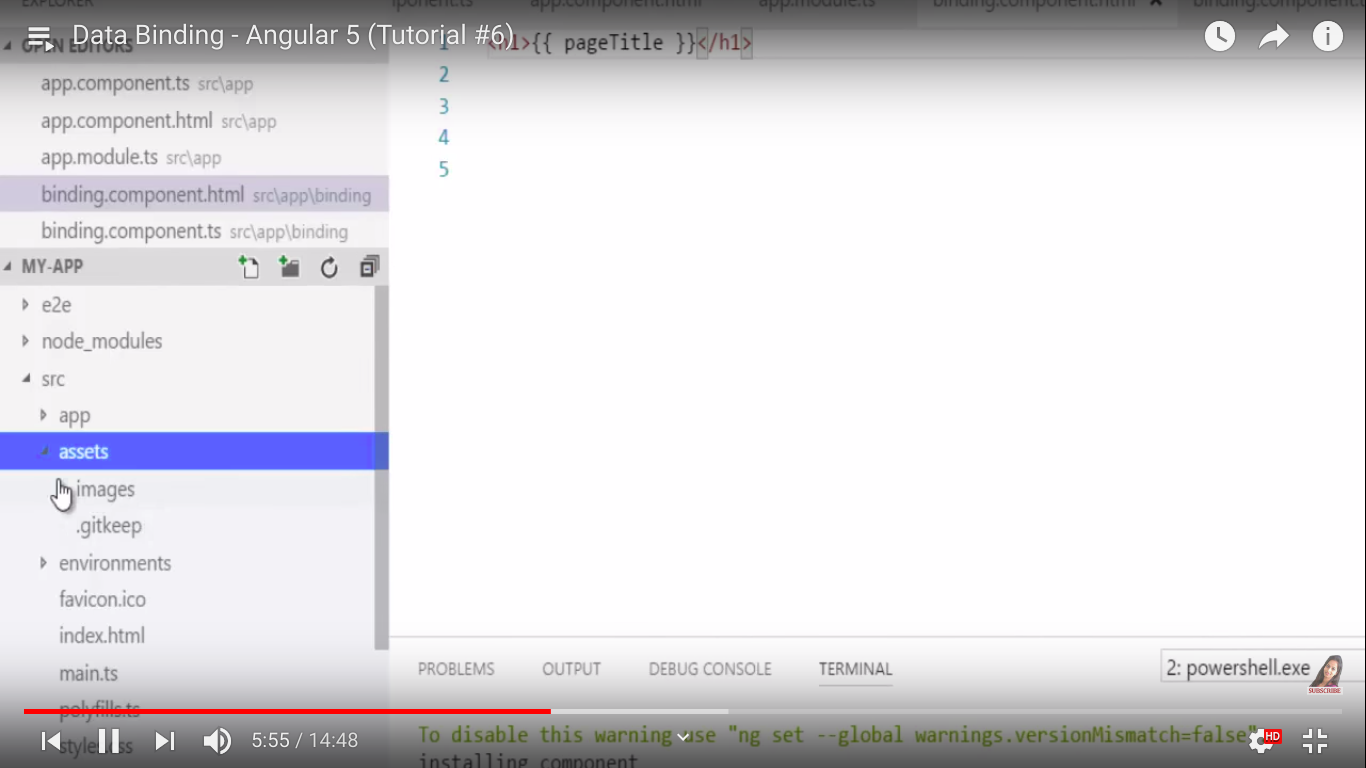 EXPLORER
iponent.ts app.component.html app.module.ts binding.component.html binding.component.ts
Data Binding - Angular 5 (Tutorial #6)
OPEN EDITORS
1 <h1>{{ pageTitle }}</h1>
2
3
4
5
app.component.ts src\app
app.component.html src\app
app.module.ts src\app
binding.component.html src\app\binding
binding.component.ts src\app\binding
MY-APP
e2e
node_modules
src
app
assets
images
.gitkeep
environments
favicon.ico
index.html
main.ts
polyfills.ts
styles.css
PROBLEMS OUTPUT DEBUG CONSOLE TERMINAL 2: powershell.exe
SUBSCRIBE
To disable this warning use "ng set --global warnings.versionMismatch=false"
installing component
5:55 / 14:48
HD